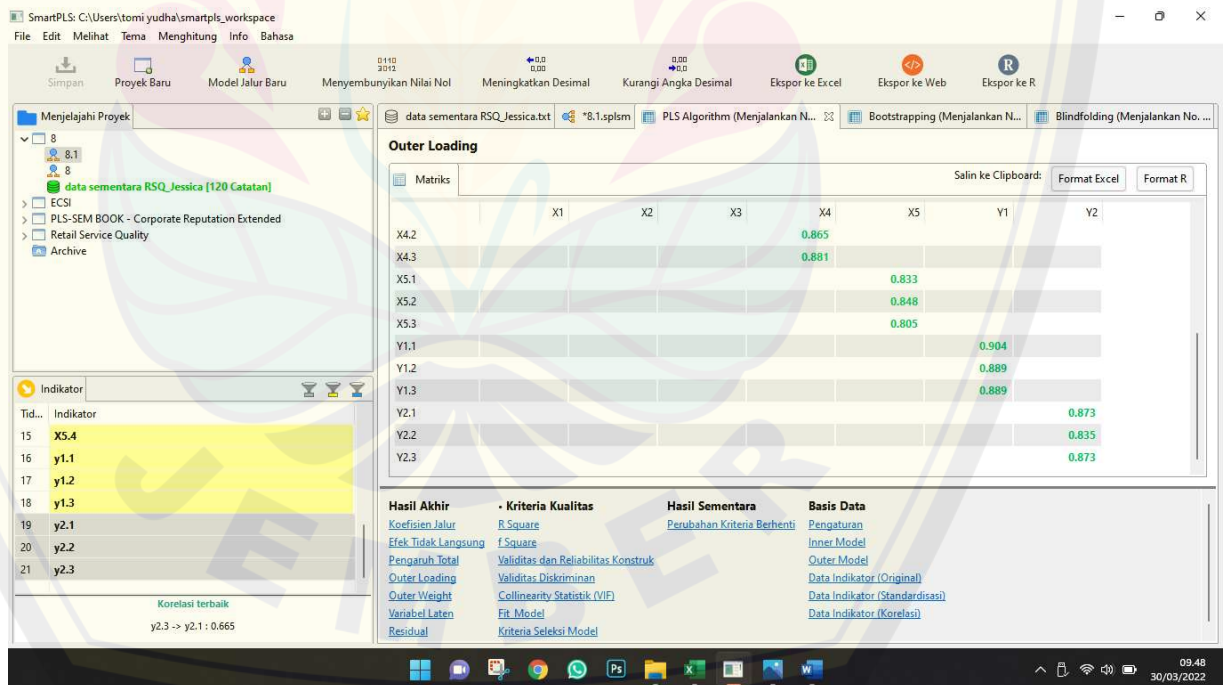 SmartPLS: C:\Users\tomi yudha\smartpls_workspace
File Edit Melihat Tema Menghitung Info Bahasa
Simpan Proyek Baru Model Jalur Baru Menyembunyikan Nilai Nol Meningkatkan Desimal Kurangi Angka Desimal Ekspor ke Excel Ekspor ke Web Ekspor ke R
Menjelajahi Proyek
8
8.1
8
data sementara RSQ_Jessica [120 Catatan]
ECSI
PLS-SEM BOOK - Corporate Reputation Extended
Retail Service Quality
Archive
Indikator
Tid... Indikator
15 X5.4
16 y1.1
17 y1.2
18 y1.3
19 y2.1
20 y2.2
21 y2.3
Korelasi terbaik
y2.3 -> y2.1 : 0.665
data sementara RSQ_Jessica.txt *8.1.splsm PLS Algorithm (Menjalankan N... Bootstrapping (Menjalankan N... Blindfolding (Menjalankan No. ...
Outer Loading
Matriks Salin ke Clipboard: Format Excel Format R
X1 X2 X3 X4 X5 Y1 Y2
X4.2 0.865
X4.3 0.881
X5.1 0.833
X5.2 0.848
X5.3 0.805
Y1.1 0.904
Y1.2 0.889
Y1.3 0.889
Y2.1 0.873
Y2.2 0.835
Y2.3 0.873
Hasil Akhir Kriteria Kualitas Hasil Sementara Basis Data
Koefisien Jalur R Square Perubahan Kriteria Berhenti Pengaturan
Efek Tidak Langsung f Square Inner Model
Pengaruh Total Validitas dan Reliabilitas Konstruk Outer Model
Outer Loading Validitas Diskriminan Data Indikator (Original)
Outer Weight Collinearity Statistik (VIF) Data Indikator (Standardisasi)
Variabel Laten Fit Model Data Indikator (Korelasi)
Residual Kriteria Seleksi Model
JEMBER
09.48
30/03/2022